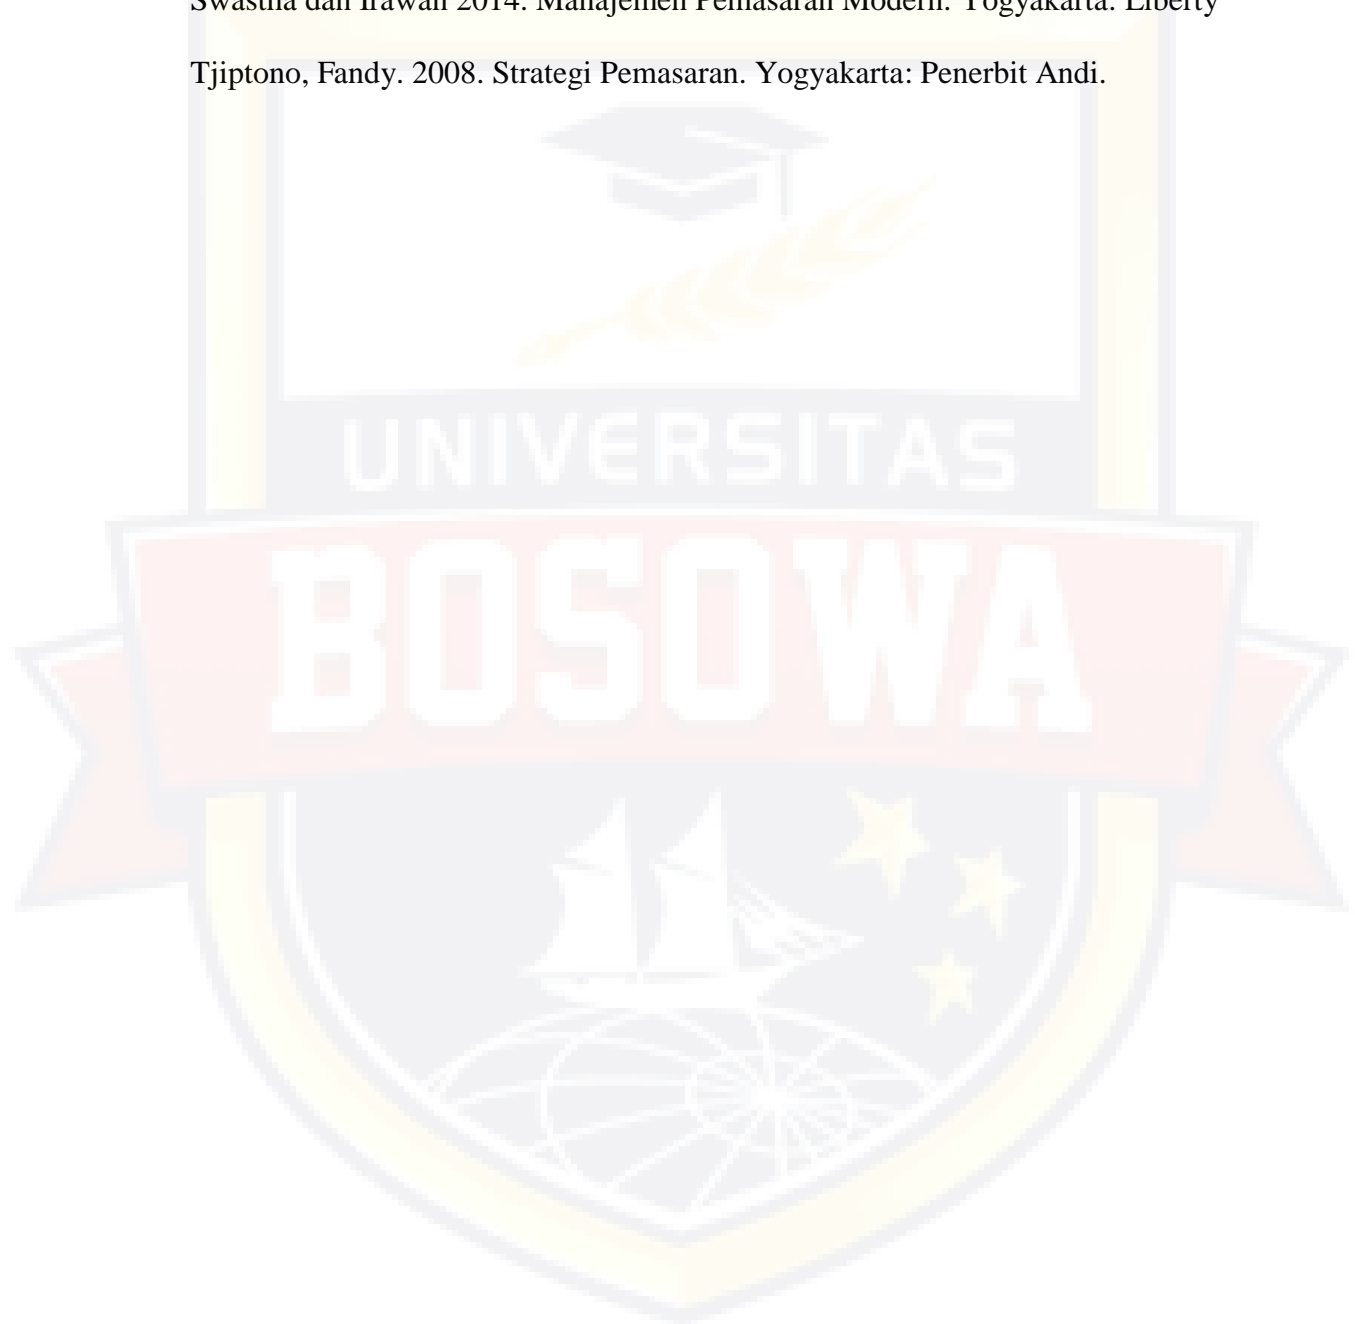 Swastha dan Irawan 2014. Manajemen Pemasaran Modern. Yogyakarta: Liberty
Tjiptono, Fandy. 2008. Strategi Pemasaran. Yogyakarta: Penerbit Andi.
UNIVERSITAS
BOSOWA